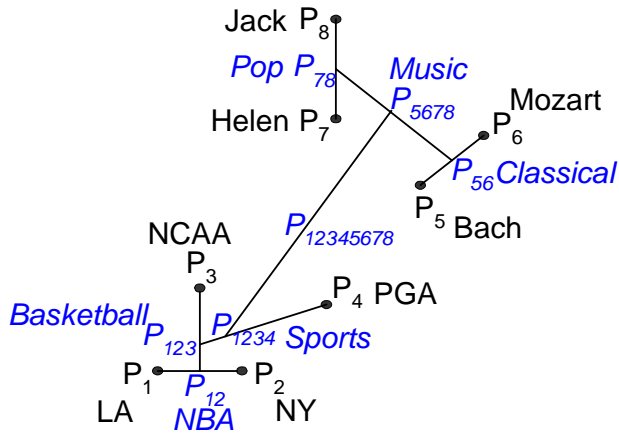 Jack P8
Pop P78
Music
P5678
Mozart
Helen P7
P6
P56 Classical
P5 Bach
P12345678
NCAA
P3
P4 PGA
Basketball
P123
P1234 Sports
P1
P12
P2
LA
NBA
NY